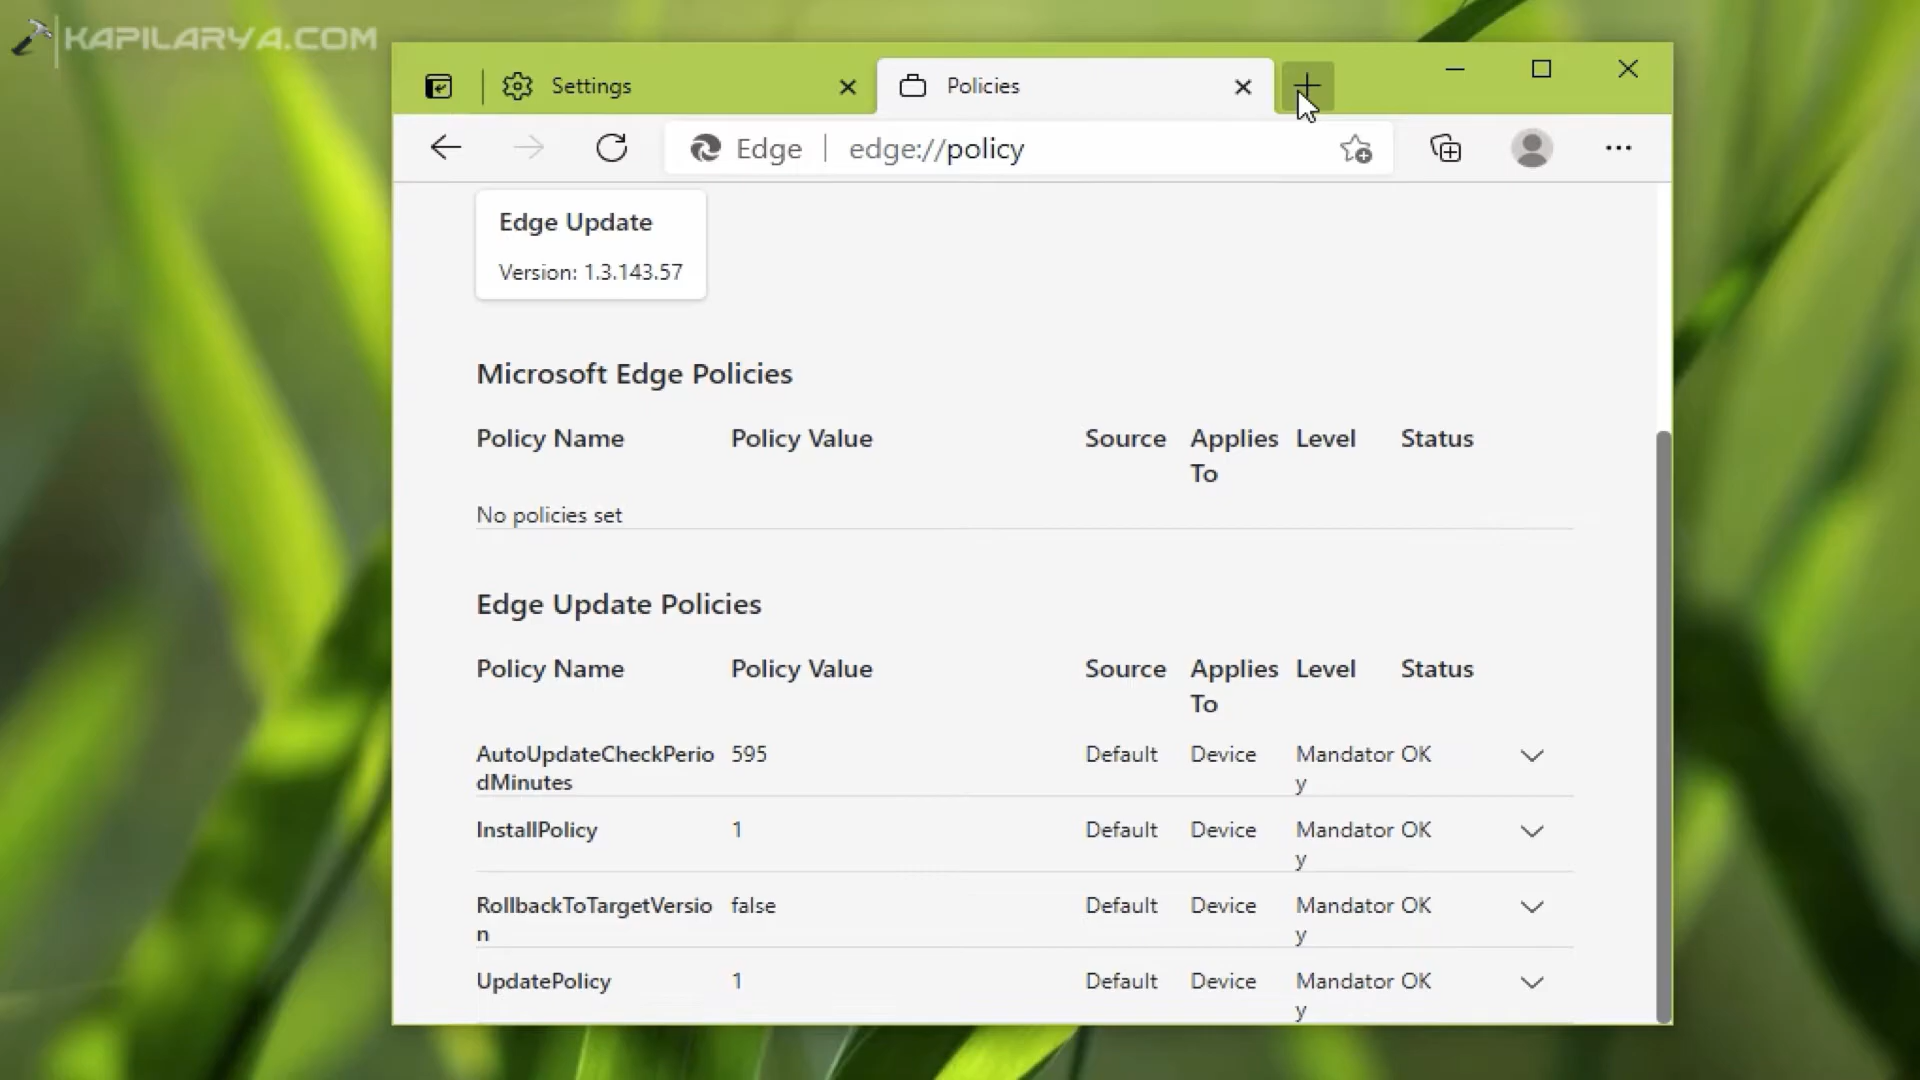 KAPILARYA.COM
Settings
Policies
Edge | edge://policy
Edge Update
Version: 1.3.143.57
Microsoft Edge Policies
Policy Name Policy Value Source Applies To Level Status
No policies set
Edge Update Policies
Policy Name Policy Value Source Applies To Level Status
AutoUpdateCheckPerio
dMinutes 595 Default Device Mandator
y OK
InstallPolicy 1 Default Device Mandator
y OK
RollbackToTargetVersio
n false Default Device Mandator
y OK
UpdatePolicy 1 Default Device Mandator
y OK